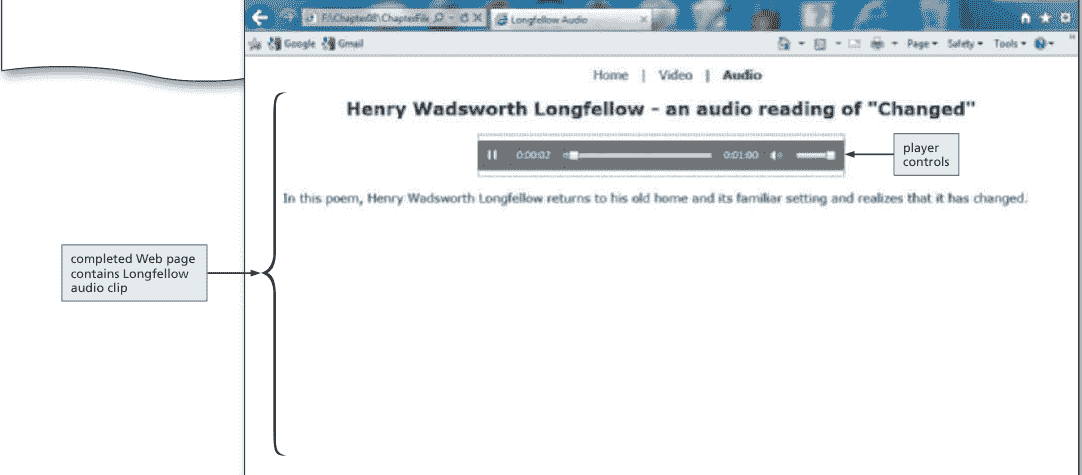 F:\Chapter08\ChapterFile
Longfellow Audio
Google Gmail
Page Safety Tools
Home | Video | Audio
Henry Wadsworth Longfellow - an audio reading of "Changed"
0:00:02 0:01:00
player
controls
In this poem, Henry Wadsworth Longfellow returns to his old home and its familiar setting and realizes that it has changed.
completed Web page
contains Longfellow
audio clip